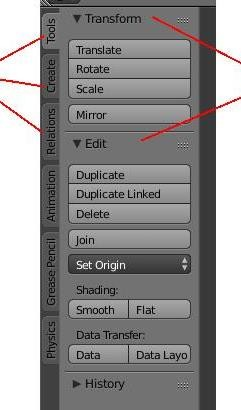 Tools
Create
Relations
Animation
Grease Pencil
Physics
Transform
Translate
Rotate
Scale
Mirror
Edit
Duplicate
Duplicate Linked
Delete
Join
Set Origin
Shading:
Smooth Flat
Data Transfer:
Data Data Layo
History